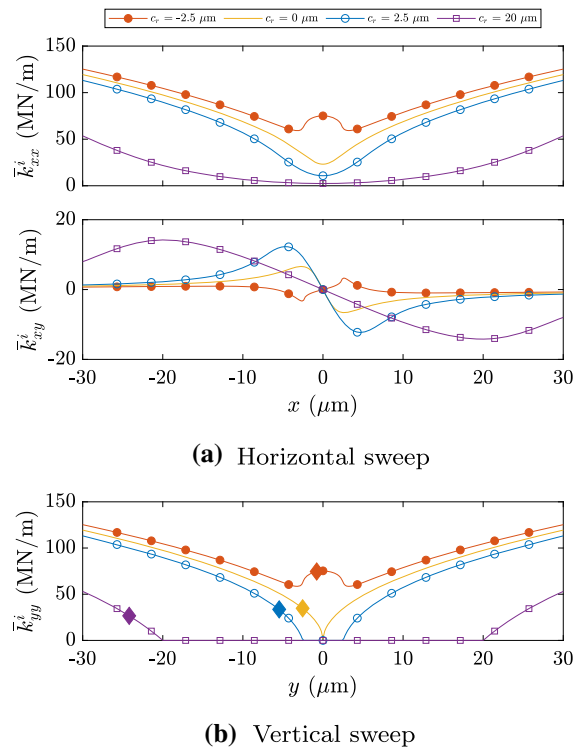 c_r = -2.5 μm c_r = 0 μm c_r = 2.5 μm c_r = 20 μm
150
100
50
0
k̄^i_xx (MN/m)
20
0
-20
k̄^i_xy (MN/m)
-30 -20 -10 0 10 20 30
x (μm)
(a) Horizontal sweep
150
100
50
0
k̄^i_yy (MN/m)
-30 -20 -10 0 10 20 30
y (μm)
(b) Vertical sweep